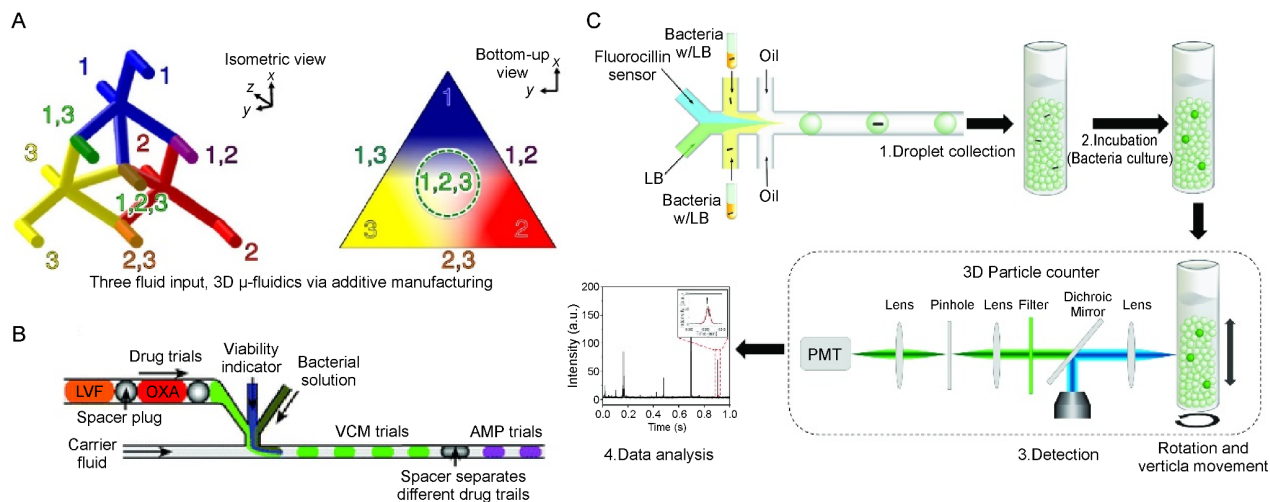 A
Isometric view
x
z
y
1
1
1,3
2
1,2
3
1,2,3
3
2,3
2
Bottom-up
view
x
y
1
1,3
1,2
1,2,3
3
2
2,3
Three fluid input, 3D μ-fluidics via additive manufacturing
B
Drug trials
Viability
indicator
Bacterial
solution
LVF
OXA
Spacer plug
Carrier
fluid
VCM trials
AMP trials
Spacer separates
different drug trails
C
Bacteria
w/LB
Oil
Fluorocillin
sensor
LB
Bacteria
w/LB
Oil
1.Droplet collection
2.Incubation
(Bacteria culture)
3D Particle counter
Lens
Pinhole
Lens
Filter
Dichroic
Mirror
Lens
PMT
Rotation and
verticla movement
3.Detection
Intensity (a.u.)
200
150
100
50
0
0.0 0.2 0.4 0.6 0.8 1.0
Time (s)
4.Data analysis